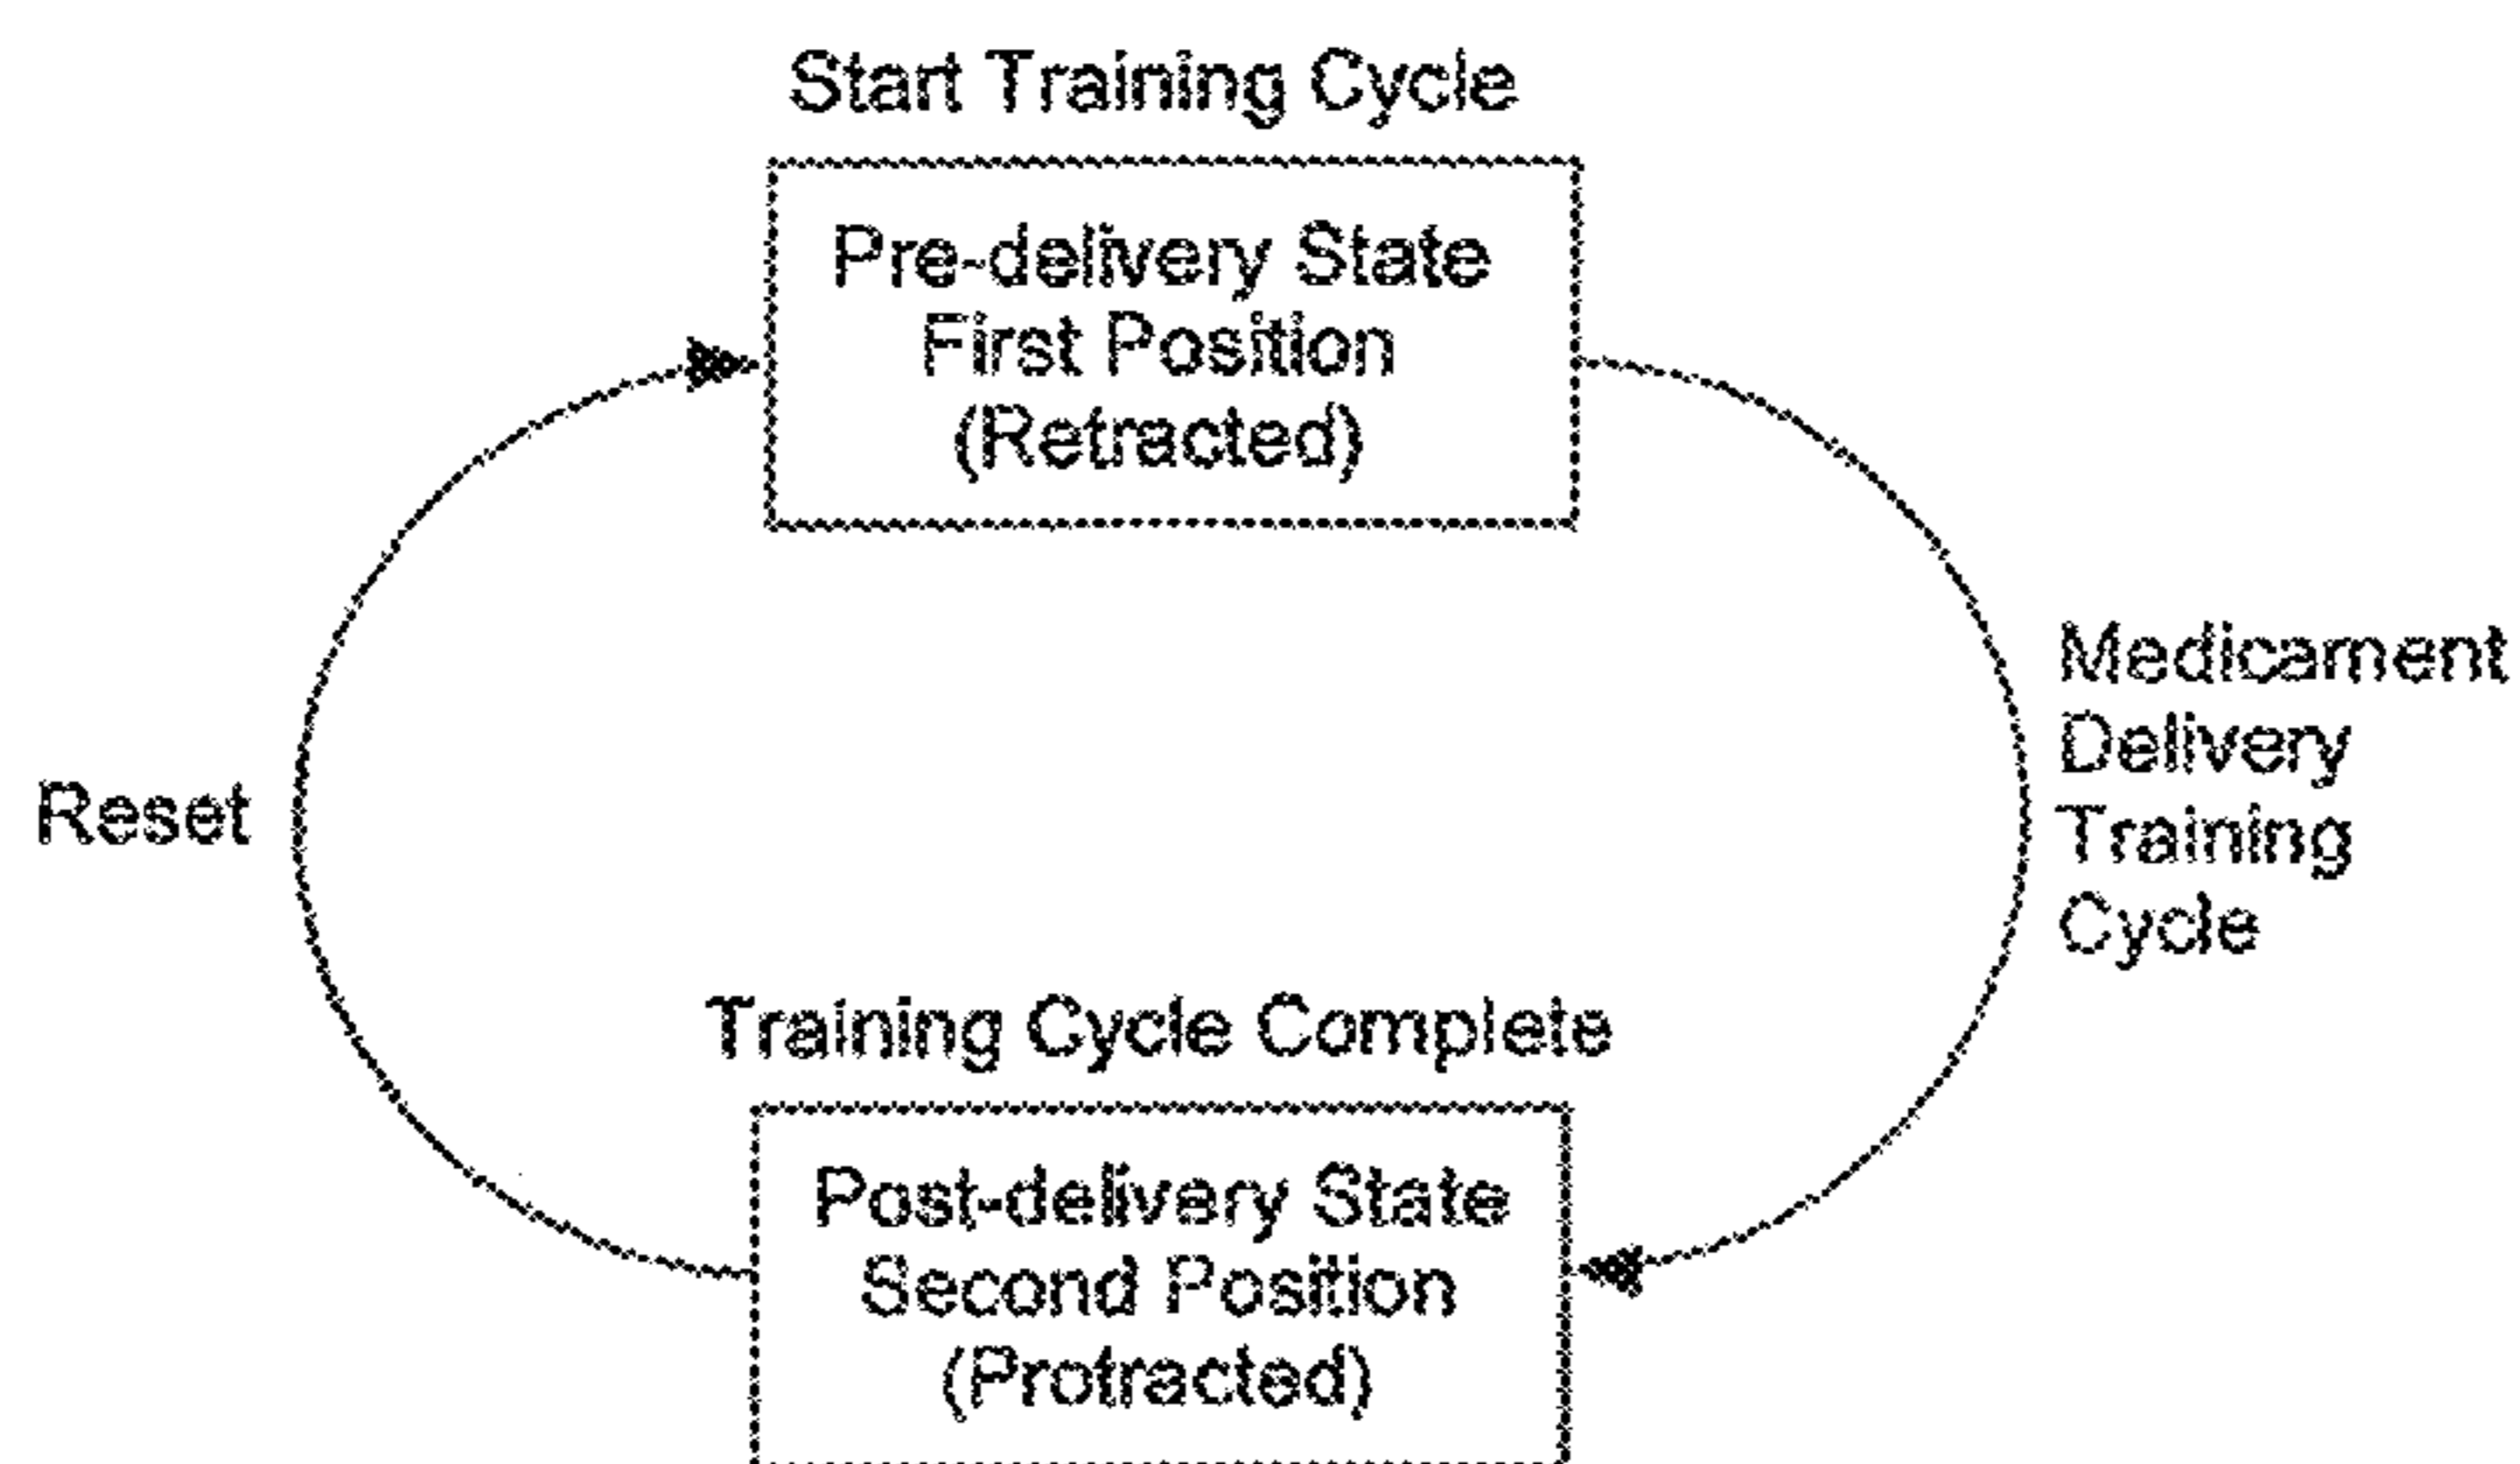 Start Training Cycle
Pre-delivery State
First Position
(Retracted)
Medicament
Delivery
Training
Cycle
Reset
Training Cycle Complete
Post-delivery State
Second Position
(Protracted)